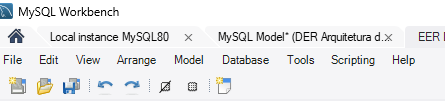 MySQL Workbench
Local instance MySQL80 × MySQL Model* (DER Arquitetura d... × EER
File Edit View Arrange Model Database Tools Scripting Help